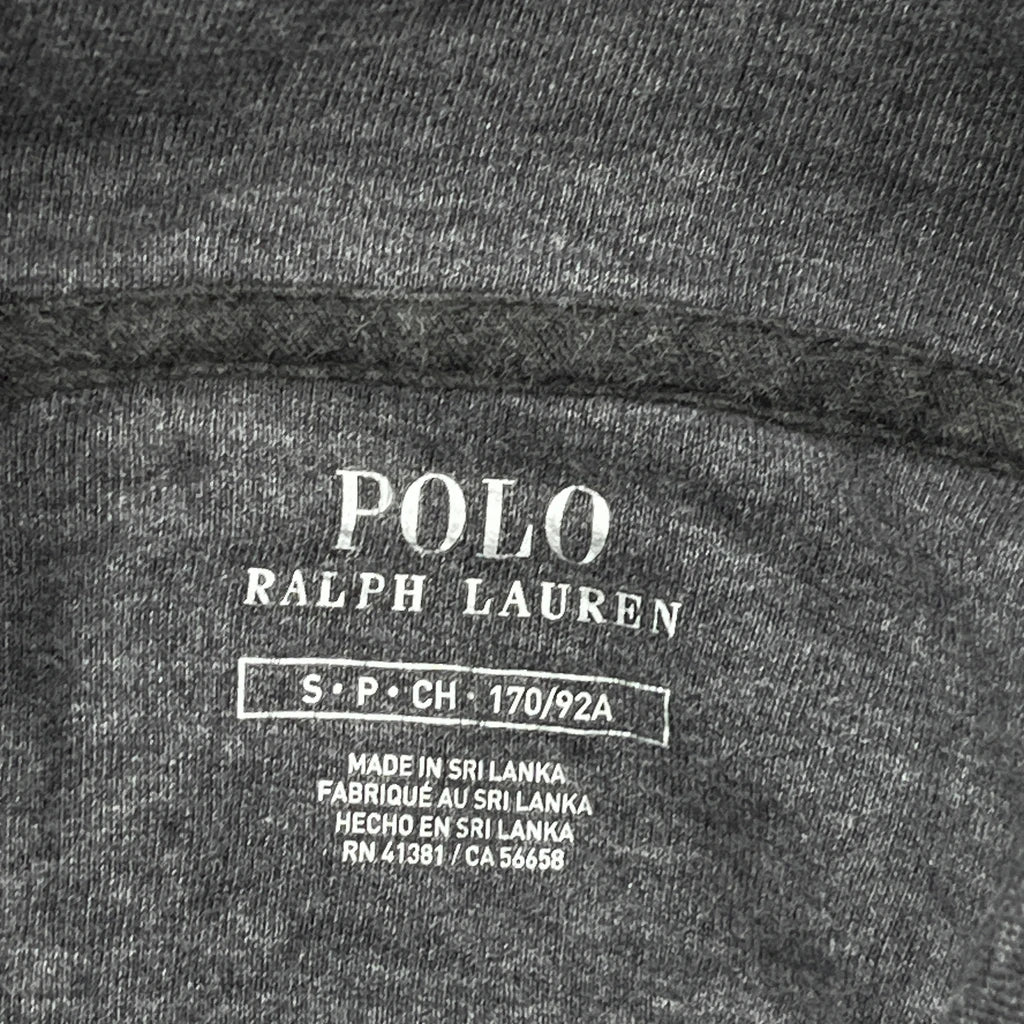 POLO
RALPH LAUREN
S • P • CH • 170/92A
MADE IN SRI LANKA
FABRIQUÉ AU SRI LANKA
HECHO EN SRI LANKA
RN 41381 / CA 56658